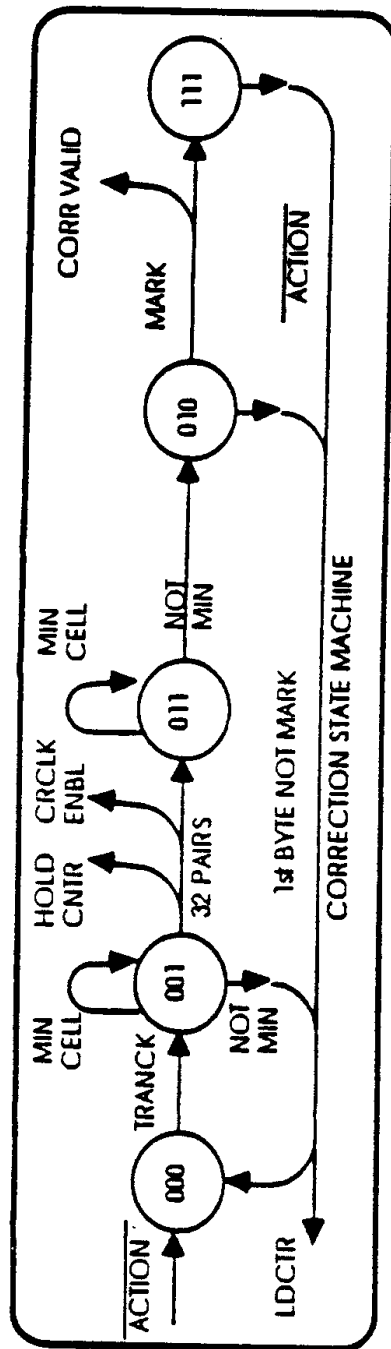 ACTION
000
LDCTR
TRANCK
MIN
CELL
001
NOT
MIN
HOLD
CNTR
CRCLK
ENBL
32 PAIRS
MIN
CELL
011
NOT
MIN
010
1st BYTE NOT MARK
MARK
CORR VALID
111
ACTION
CORRECTION STATE MACHINE